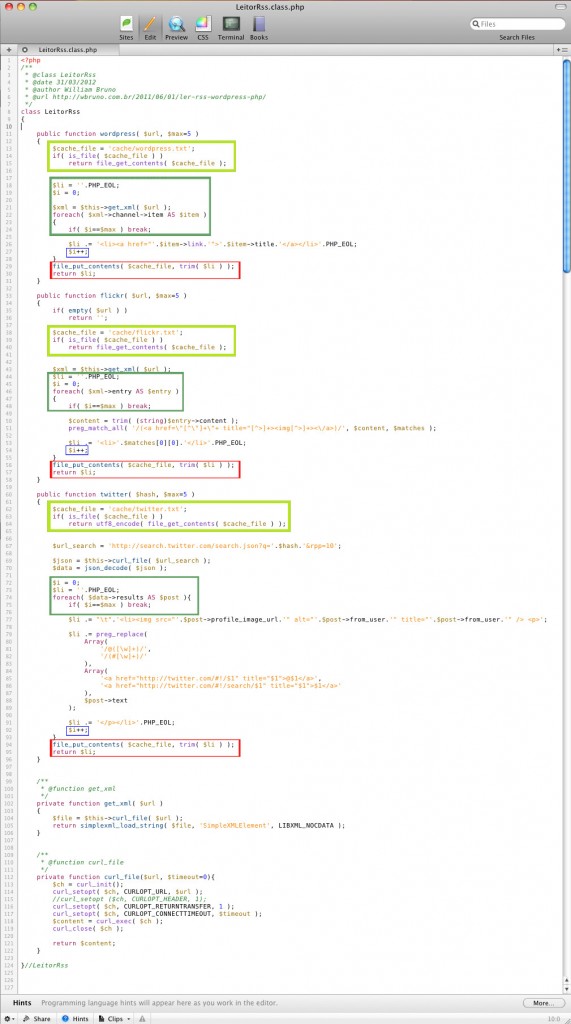 LeitorRss.class.php
Files
Sites Edit Preview CSS Terminal Books
Search Files
LeitorRss.class.php
<?php
/**
* @class LeitorRss
* @date 31/03/2012
* @author William Bruno
* @url http://wbruno.com.br/2011/06/01/ler-rss-wordpress-php/
*/
class LeitorRss
{
public function wordpress( $url, $max=5 )
{
$cache_file = 'cache/wordpress.txt';
if( is_file( $cache_file ) )
return file_get_contents( $cache_file );
$li = ''.PHP_EOL;
$i = 0;
$xml = $this->get_xml( $url );
foreach( $xml->channel->item AS $item )
{
if( $i==$max ) break;
$li .= '<li><a href="'.$item->link.'">'.$item->title.'</a></li>'.PHP_EOL;
$i++;
}
file_put_contents( $cache_file, trim( $li ) );
return $li;
}
public function flickr( $url, $max=5 )
{
if( empty( $url ) )
return '';
$cache_file = 'cache/flickr.txt';
if( is_file( $cache_file ) )
return file_get_contents( $cache_file );
$xml = $this->get_xml( $url );
$li = ''.PHP_EOL;
$i = 0;
foreach( $xml->entry AS $entry )
{
if( $i==$max ) break;
$content = trim( (string)$entry->content );
preg_match_all( $content, $matches );
$li .= '<li>'.$matches[0][0].'</li>'.PHP_EOL;
$i++;
}
file_put_contents( $cache_file, trim( $li ) );
return $li;
}
public function twitter( $hash, $max=5 )
{
$cache_file = 'cache/twitter.txt';
if( is_file( $cache_file ) )
return utf8_encode( file_get_contents( $cache_file ) );
$url_search = 'http://search.twitter.com/search.json?q='.$hash.'&rpp=10';
$json = $this->curl_file( $url_search );
$data = json_decode( $json );
$i = 0;
$li = ''.PHP_EOL;
foreach( $data->results AS $post ){
if( $i==$max ) break;
$li .= "\t".'<li><img src="'.$post->profile_image_url.'" alt="'.$post->from_user.'" title="'.$post->from_user.'" /> <p>';
$li .= preg_replace(
Array(
'/@([\w]+)/'
),
Array(
'<a href="http://twitter.com/#!/$1" title="$1">@$1</a>',
'<a href="http://twitter.com/#!/search/$1" title="$1">$1</a>'
),
$post->text
);
$li .= '</p></li>'.PHP_EOL;
$i++;
}
file_put_contents( $cache_file, trim( $li ) );
return $li;
}
/**
* @function get_xml
*/
private function get_xml( $url )
{
$file = $this->curl_file( $url );
return simplexml_load_string( $file, 'SimpleXMLElement', LIBXML_NOCDATA );
}
/**
* @function curl_file
*/
private function curl_file($url, $timeout=0){
$ch = curl_init();
curl_setopt( $ch, CURLOPT_URL, $url );
//curl_setopt ($ch, CURLOPT_HEADER, 1);
curl_setopt( $ch, CURLOPT_RETURNTRANSFER, 1 );
curl_setopt( $ch, CURLOPT_CONNECTTIMEOUT, $timeout );
$content = curl_exec( $ch );
curl_close( $ch );
return $content;
}
}//LeitorRss
Hints Programming language hints will appear here as you work in the editor. More...
Share Hints Clips 10:0